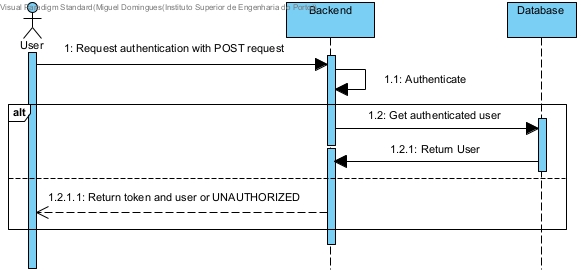 Visual Paradigm Standard(Miguel Domingues(Instituto Superior de Engenharia do
Backend
Database
User
1: Request authentication with POST request
1.1: Authenticate
alt
1.2: Get authenticated user
1.2.1: Return User
1.2.1.1: Return token and user or UNAUTHORIZED